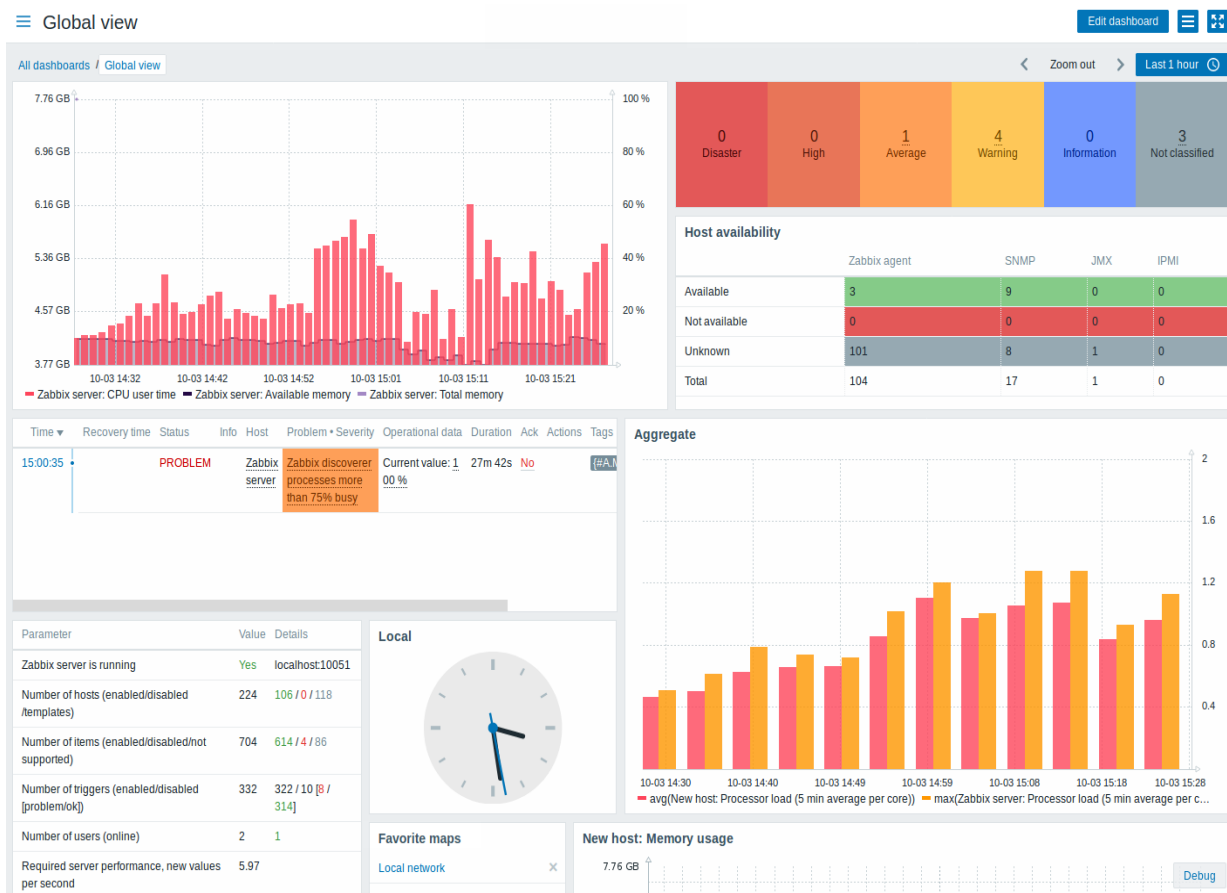 Global view
Edit dashboard
All dashboards / Global view
Zoom out
Last 1 hour
7.76 GB
6.96 GB
6.16 GB
5.36 GB
4.57 GB
3.77 GB
100 %
80 %
60 %
40 %
20 %
10-03 14:32 10-03 14:42 10-03 14:52 10-03 15:01 10-03 15:11 10-03 15:21
Zabbix server: CPU user time Zabbix server: Available memory Zabbix server: Total memory
0 0 1 4 0 3
Disaster High Average Warning Information Not classified
Host availability
Zabbix agent SNMP JMX IPMI
Available 3 9 0 0
Not available 0 0 0 0
Unknown 101 8 1 0
Total 104 17 1 0
Time Recovery time Status Info Host Problem • Severity Operational data Duration Ack Actions Tags
15:00:35 PROBLEM Zabbix Zabbix discoverer Current value: 1 27m 42s No {#A.M
server processes more 00 %
than 75% busy
Aggregate
2
1.6
1.2
0.8
0.4
10-03 14:30 10-03 14:40 10-03 14:49 10-03 14:59 10-03 15:08 10-03 15:18 10-03 15:28
avg(New host: Processor load (5 min average per core)) max(Zabbix server: Processor load (5 min average per c...
Parameter Value Details
Zabbix server is running Yes localhost:10051
Number of hosts (enabled/disabled 224 106 / 0 / 118
/templates)
Number of items (enabled/disabled/not 704 614 / 4 / 86
supported)
Number of triggers (enabled/disabled 332 322 / 10 [8 /
[problem/ok]) 314]
Number of users (online) 2 1
Required server performance, new values 5.97
per second
Local
Favorite maps
Local network
New host: Memory usage
7.76 GB
Debug